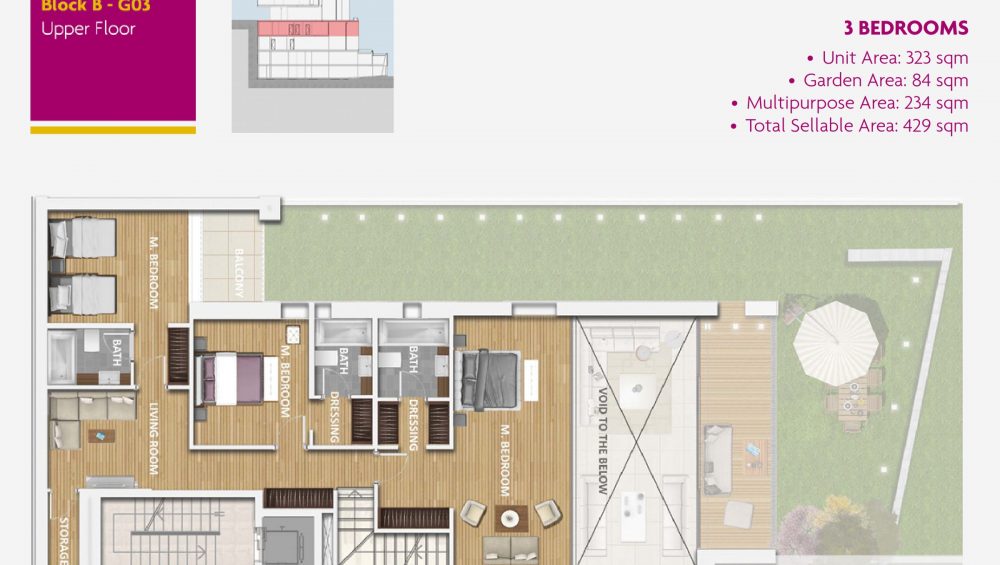 Block B - G03
Upper Floor
3 BEDROOMS
• Unit Area: 323 sqm
• Garden Area: 84 sqm
• Multipurpose Area: 234 sqm
• Total Sellable Area: 429 sqm
M. BEDROOM
BALCONY
BATH
M. BEDROOM
BATH
DRESSING
BATH
DRESSING
LIVING ROOM
M. BEDROOM
VOID TO THE BELOW
STORAGE